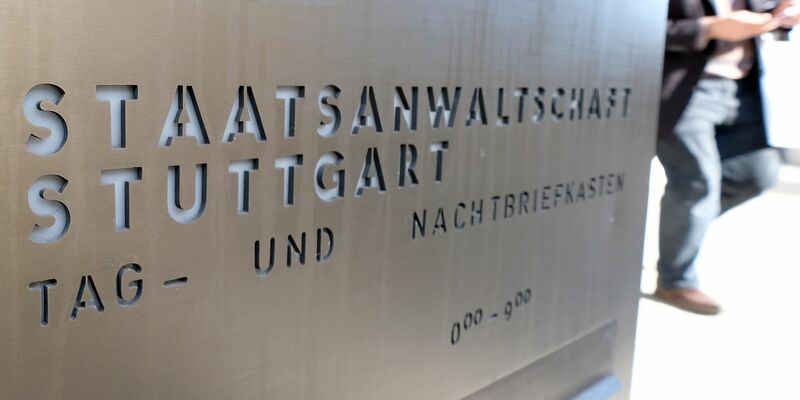 STAATSANWALTSCHAFT
STUTTGART
TAG- UND NACHTBRIEFKASTEN
0⁰⁰ - 9⁰⁰